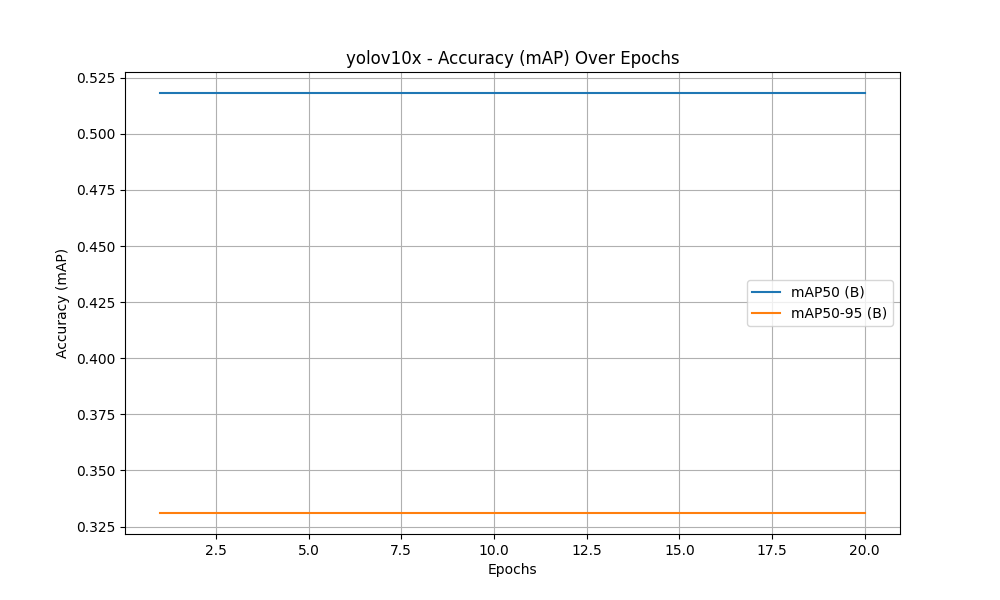 yolov10x - Accuracy (mAP) Over Epochs
0.525
0.500
0.475
0.450
0.425
0.400
0.375
0.350
0.325
Accuracy (mAP)
mAP50 (B)
mAP50-95 (B)
2.5 5.0 7.5 10.0 12.5 15.0 17.5 20.0
Epochs